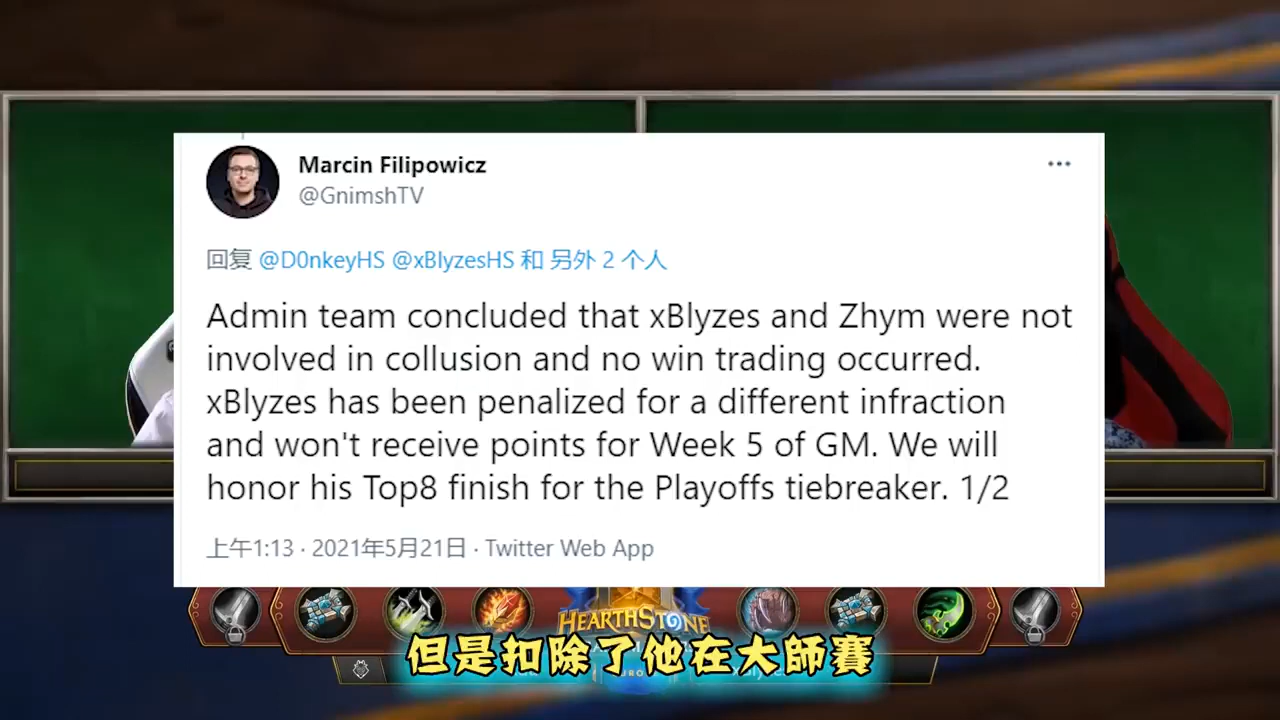 Marcin Filipowicz
@GnimshTV
回复 @D0nkeyHS @xBlyzesHS 和 另外 2 个人
Admin team concluded that xBlyzes and Zhym were not
involved in collusion and no win trading occurred.
xBlyzes has been penalized for a different infraction
and won't receive points for Week 5 of GM. We will
honor his Top8 finish for the Playoffs tiebreaker. 1/2
上午1:13 · 2021年5月21日 · Twitter Web App
HEARTHSTONE
但是扣除了他在大師賽